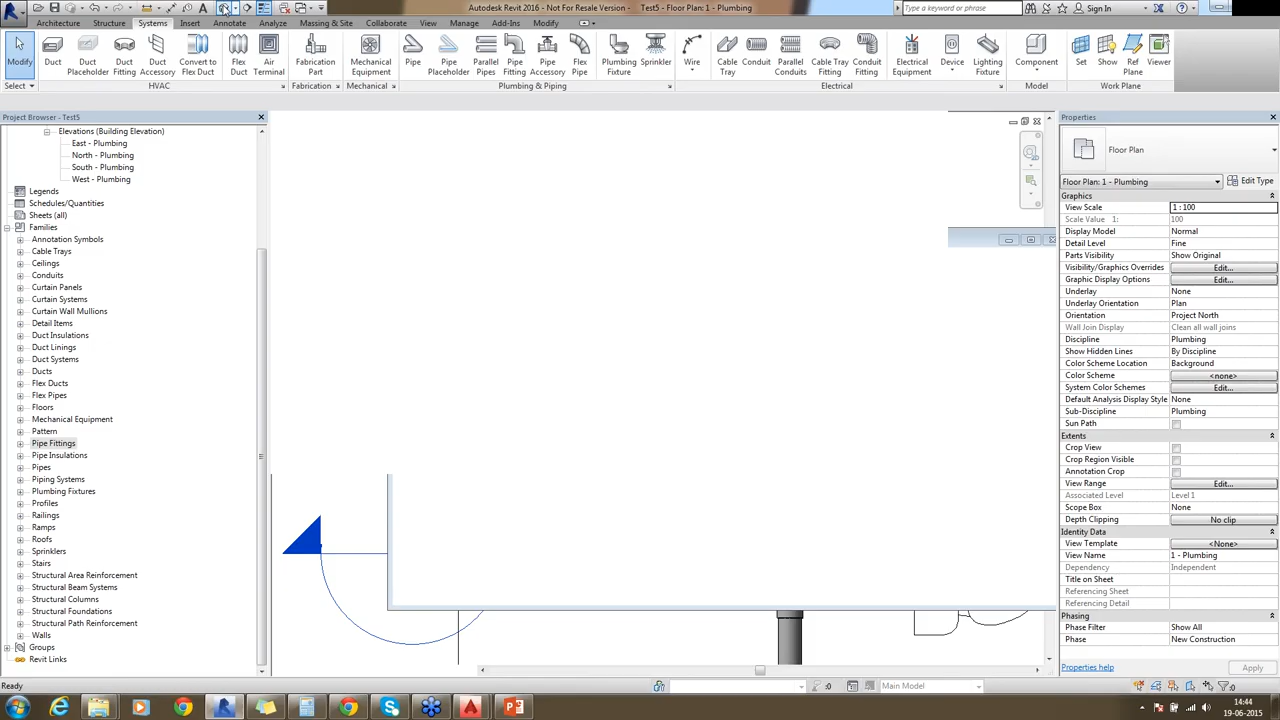 Autodesk Revit 2016 - Not For Resale Version - Test5 - Floor Plan: 1 - Plumbing
Type a keyword or phrase
Sign In
Architecture Structure Systems Insert Annotate Analyze Massing & Site Collaborate View Manage Add-Ins Modify
Modify
Duct
Duct Placeholder
Duct Fitting
Duct Accessory
Convert to Flex Duct
Flex Duct
Air Terminal
Fabrication Part
Mechanical Equipment
Pipe
Pipe Placeholder
Parallel Pipes
Pipe Fitting
Pipe Accessory
Flex Pipe
Plumbing Fixture
Sprinkler
Wire
Cable Tray
Conduit
Parallel Conduits
Cable Tray Fitting
Conduit Fitting
Electrical Equipment
Device
Lighting Fixture
Component
Set
Show
Ref Plane
Viewer
Select HVAC Fabrication Mechanical Plumbing & Piping Electrical Model Work Plane
Project Browser - Test5
Elevations (Building Elevation)
East - Plumbing
North - Plumbing
South - Plumbing
West - Plumbing
Legends
Schedules/Quantities
Sheets (all)
Families
Annotation Symbols
Cable Trays
Ceilings
Conduits
Curtain Panels
Curtain Systems
Curtain Wall Mullions
Detail Items
Duct Insulations
Duct Linings
Duct Systems
Ducts
Flex Ducts
Flex Pipes
Floors
Mechanical Equipment
Pattern
Pipe Fittings
Pipe Insulations
Pipes
Piping Systems
Plumbing Fixtures
Profiles
Railings
Ramps
Roofs
Sprinklers
Stairs
Structural Area Reinforcement
Structural Beam Systems
Structural Columns
Structural Foundations
Structural Path Reinforcement
Walls
Groups
Revit Links
Properties
Floor Plan
Floor Plan: 1 - Plumbing Edit Type
Graphics
View Scale 1 : 100
Scale Value 1: 100
Display Model Normal
Detail Level Fine
Parts Visibility Show Original
Visibility/Graphics Overrides Edit...
Graphic Display Options Edit...
Underlay None
Underlay Orientation Plan
Orientation Project North
Wall Join Display Clean all wall joins
Discipline Plumbing
Show Hidden Lines By Discipline
Color Scheme Location Background
Color Scheme <none>
System Color Schemes Edit...
Default Analysis Display Style None
Sub-Discipline Plumbing
Sun Path
Extents
Crop View
Crop Region Visible
Annotation Crop
View Range Edit...
Associated Level Level 1
Scope Box None
Depth Clipping No clip
Identity Data
View Template <None>
View Name 1 - Plumbing
Dependency Independent
Title on Sheet
Referencing Sheet
Referencing Detail
Phasing
Phase Filter Show All
Phase New Construction
Properties help Apply
Ready
:0
Main Model
:0
14:44
19-06-2015